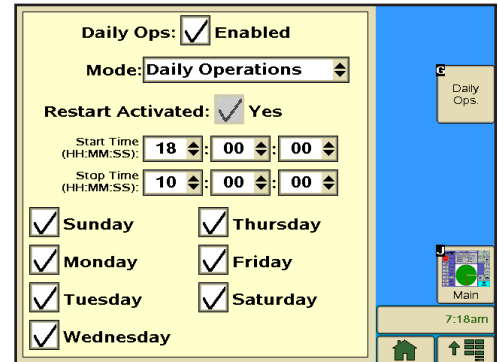 Daily Ops: Enabled
Mode: Daily Operations
Restart Activated: Yes
Start Time
(HH:MM:SS): 18 : 00 : 00
Stop Time
(HH:MM:SS): 10 : 00 : 00
Sunday
Thursday
Monday
Friday
Tuesday
Saturday
Wednesday
G
Daily
Ops.
J
Main
7:18am